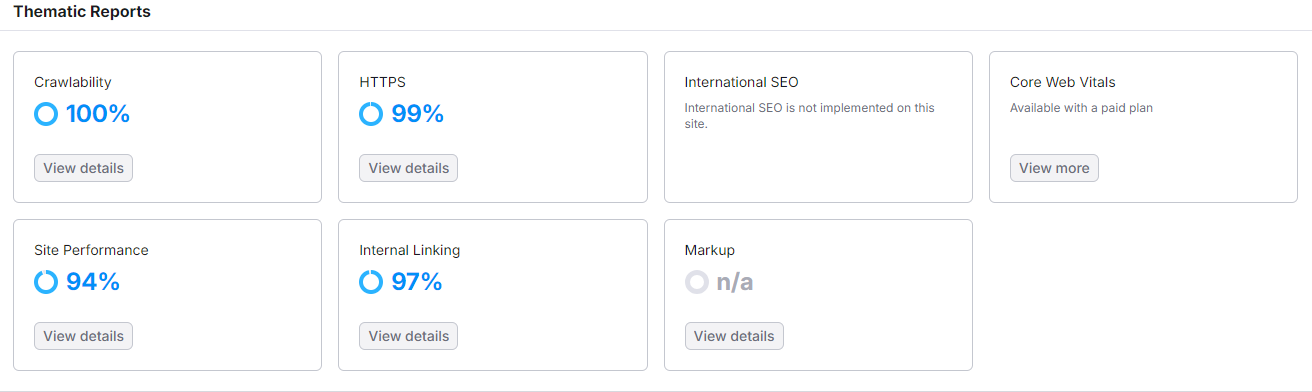 Thematic Reports
Crawlability
100%
View details
HTTPS
99%
View details
International SEO
International SEO is not implemented on this
site.
Core Web Vitals
Available with a paid plan
View more
Site Performance
94%
View details
Internal Linking
97%
View details
Markup
n/a
View details